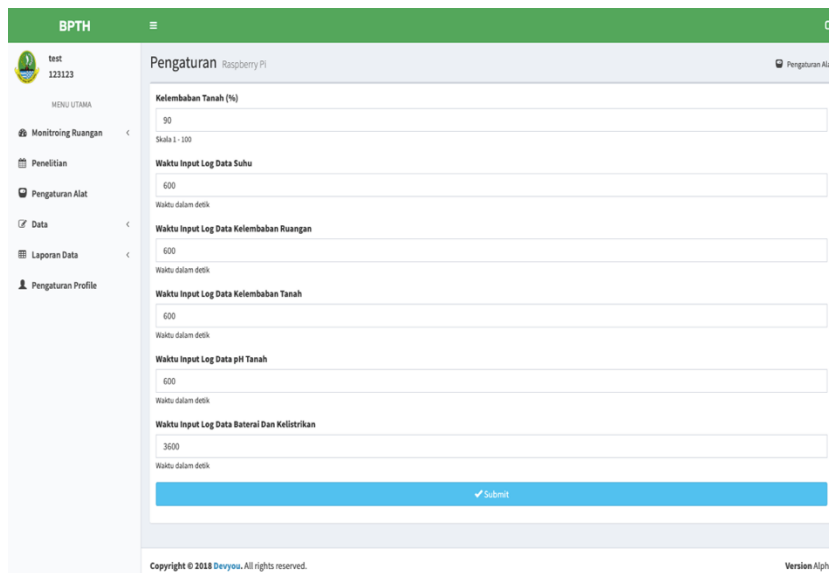 BPTH
test
123123
MENU UTAMA
Monitroing Ruangan
Penelitian
Pengaturan Alat
Data
Laporan Data
Pengaturan Profile
Pengaturan Raspberry Pi
Pengaturan Ala
Kelembaban Tanah (%)
90
Skala 1 - 100
Waktu Input Log Data Suhu
600
Waktu dalam detik
Waktu Input Log Data Kelembaban Ruangan
600
Waktu dalam detik
Waktu Input Log Data Kelembaban Tanah
600
Waktu dalam detik
Waktu Input Log Data pH Tanah
600
Waktu dalam detik
Waktu Input Log Data Baterai Dan Kelistrikan
3600
Waktu dalam detik
Submit
Copyright © 2018 Devyou. All rights reserved.
Version Alph